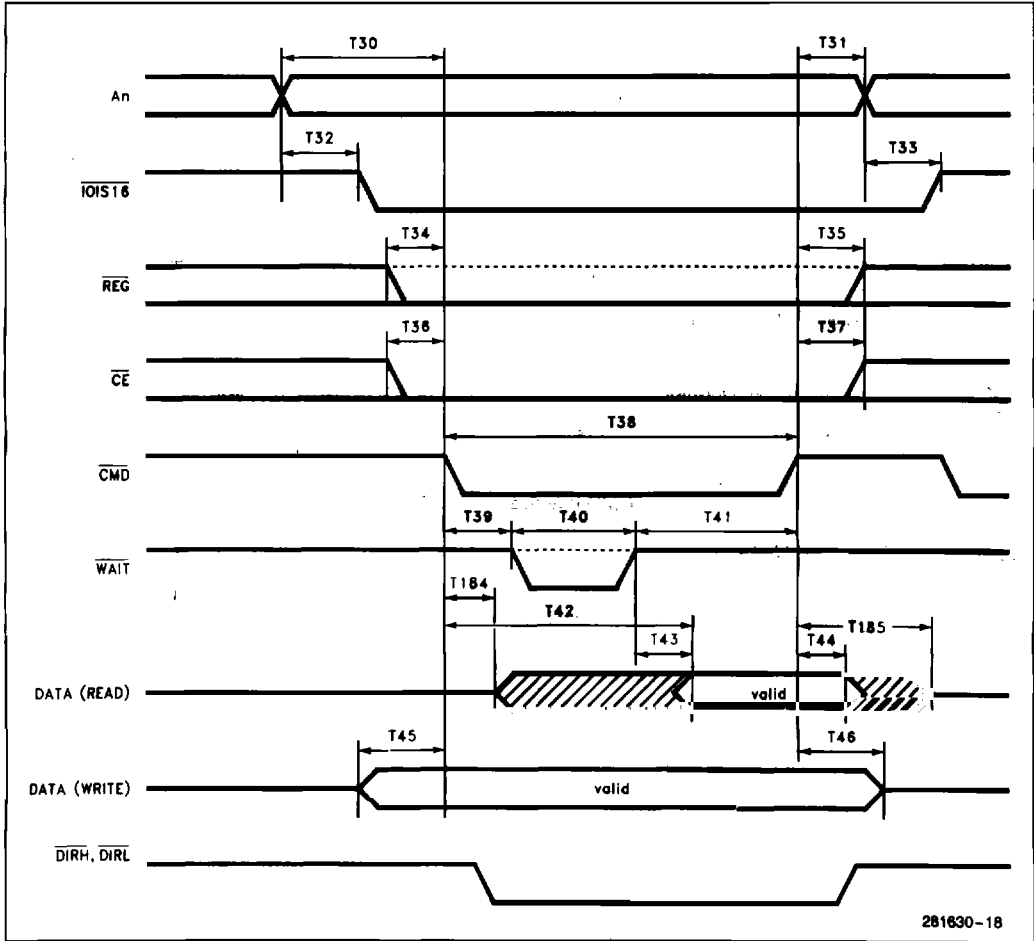 T30 T31
An
T32 T33
IOIS16
T34 T35
REG
T36 T37
CE
T38
CMD
T39 T40 T41
WAIT
T184 T42 T185
T43 T44
DATA (READ) valid
T45 T46
DATA (WRITE) valid
DIRH, DIRL
281630-18